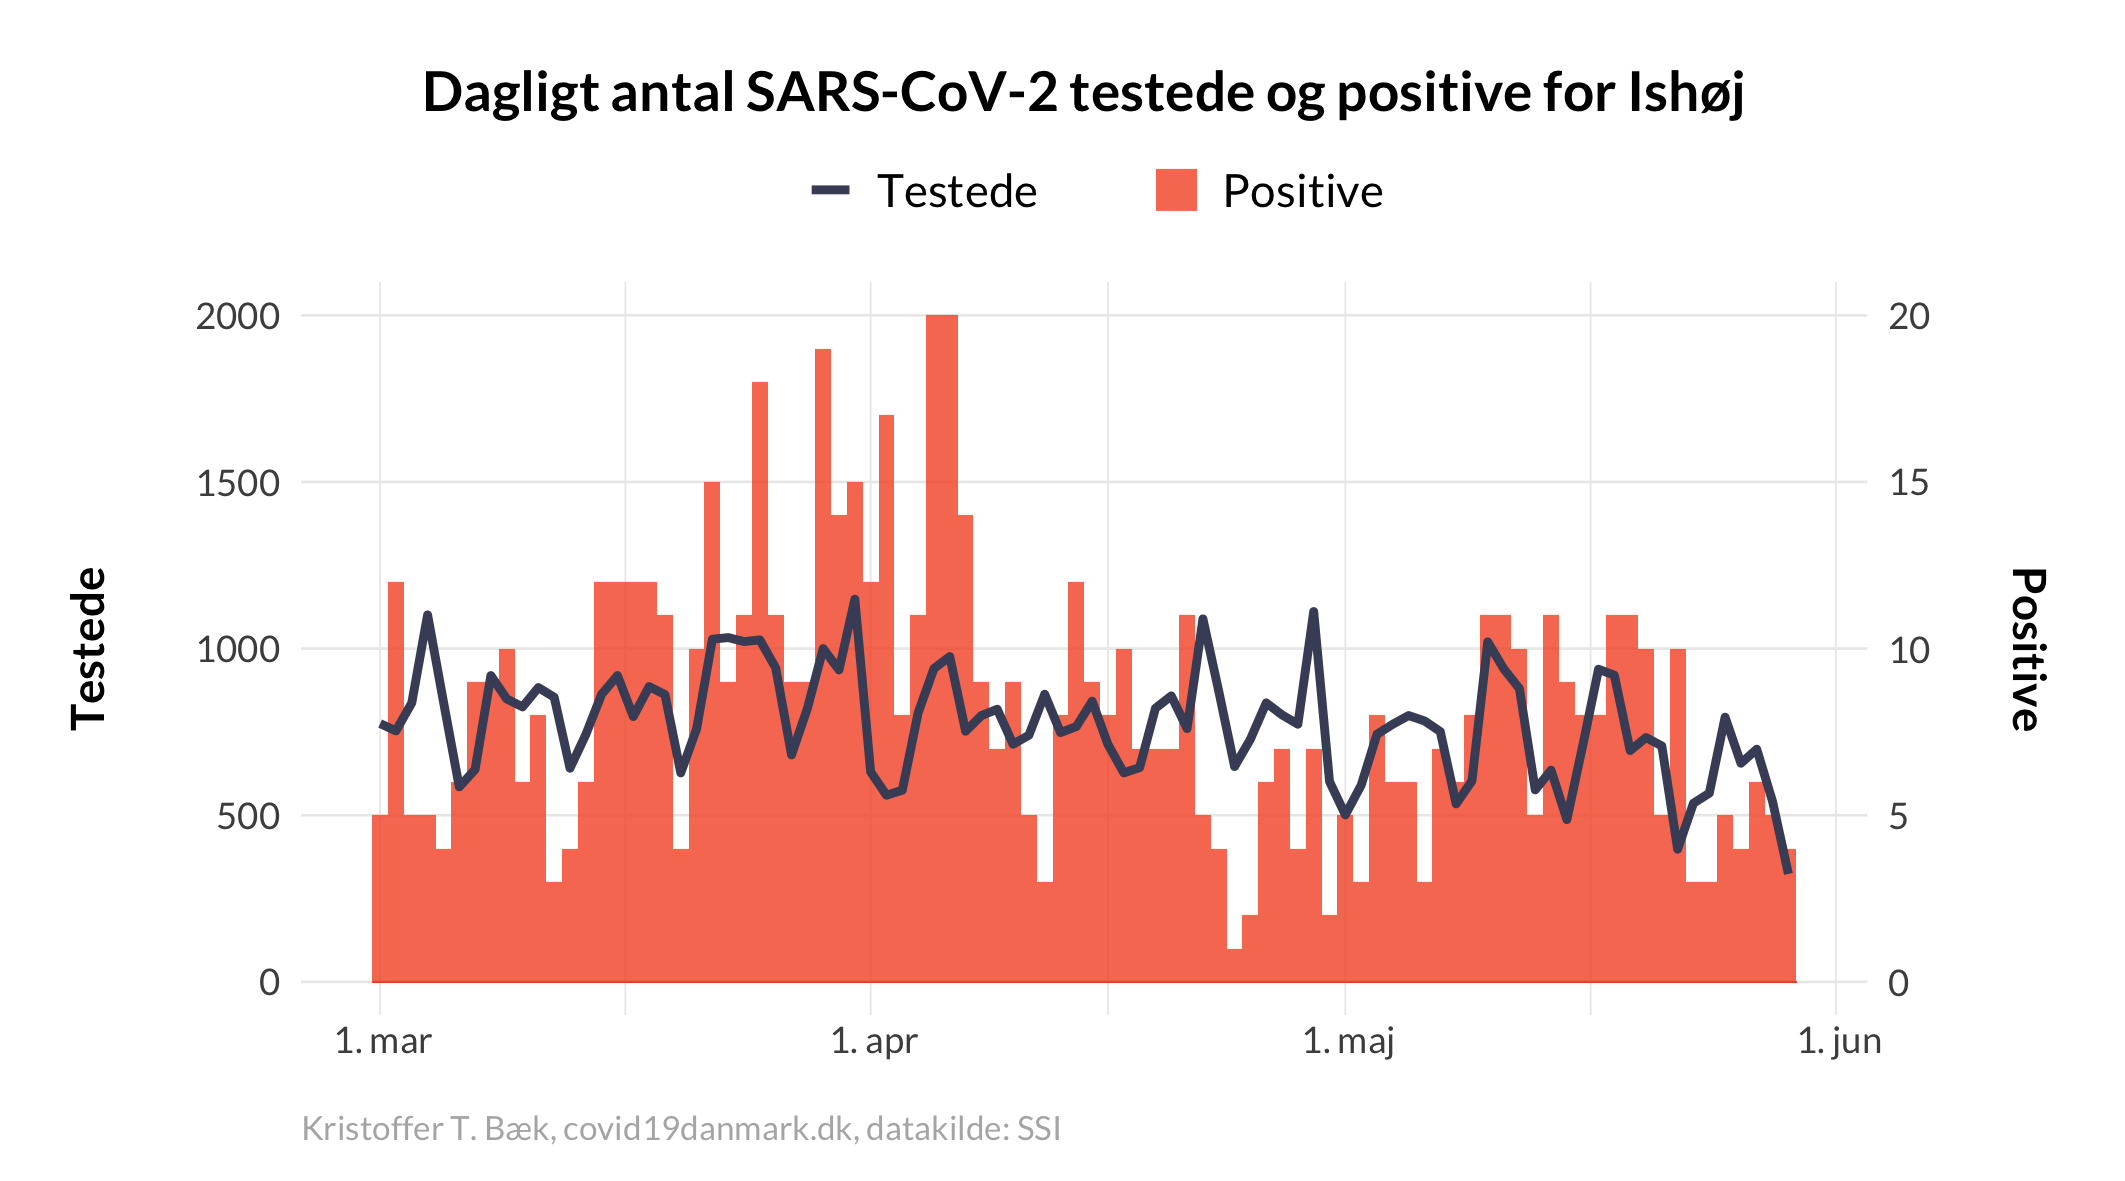 Dagligt antal SARS-CoV-2 testede og positive for Ishøj
Testede
Positive
2000
1500
1000
500
0
20
15
10
5
0
Testede
Positive
1. mar
1. apr
1. maj
1. jun
Kristoffer T. Bæk, covid19danmark.dk, datakilde: SSI